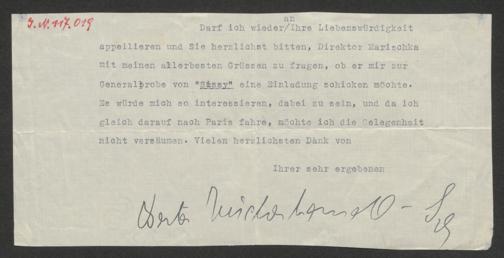 J.N. 117.019
an
Darf ich wieder/Ihre Liebenswürdigkeit
appellieren und Sie herzlichst bitten, Direktor Marischka
mit meinen allerbesten Grüssen zu fragen, ob er mir zur
Generalprobe von "Sissy" eine Einladung schicken möchte.
Es würde mich so interessieren, dabei zu sein, und da ich
gleich darauf nach Paris fahre, möchte ich die Gelegenheit
nicht versäumen. Vielen herzlichsten Dank von
Ihrer sehr ergebenen